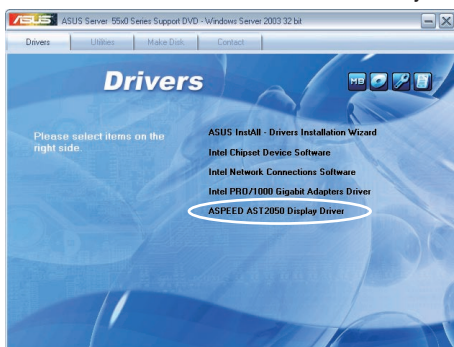 ASUS ASUS Server 55x0 Series Support DVD - Windows Server 2003 32 bit
Drivers Utilities Make Disk Contact
Drivers
MB
Please select items on the
right side.
ASUS InstAll - Drivers Installation Wizard
Intel Chipset Device Software
Intel Network Connections Software
Intel PRO/1000 Gigabit Adapters Driver
ASPEED AST2050 Display Driver